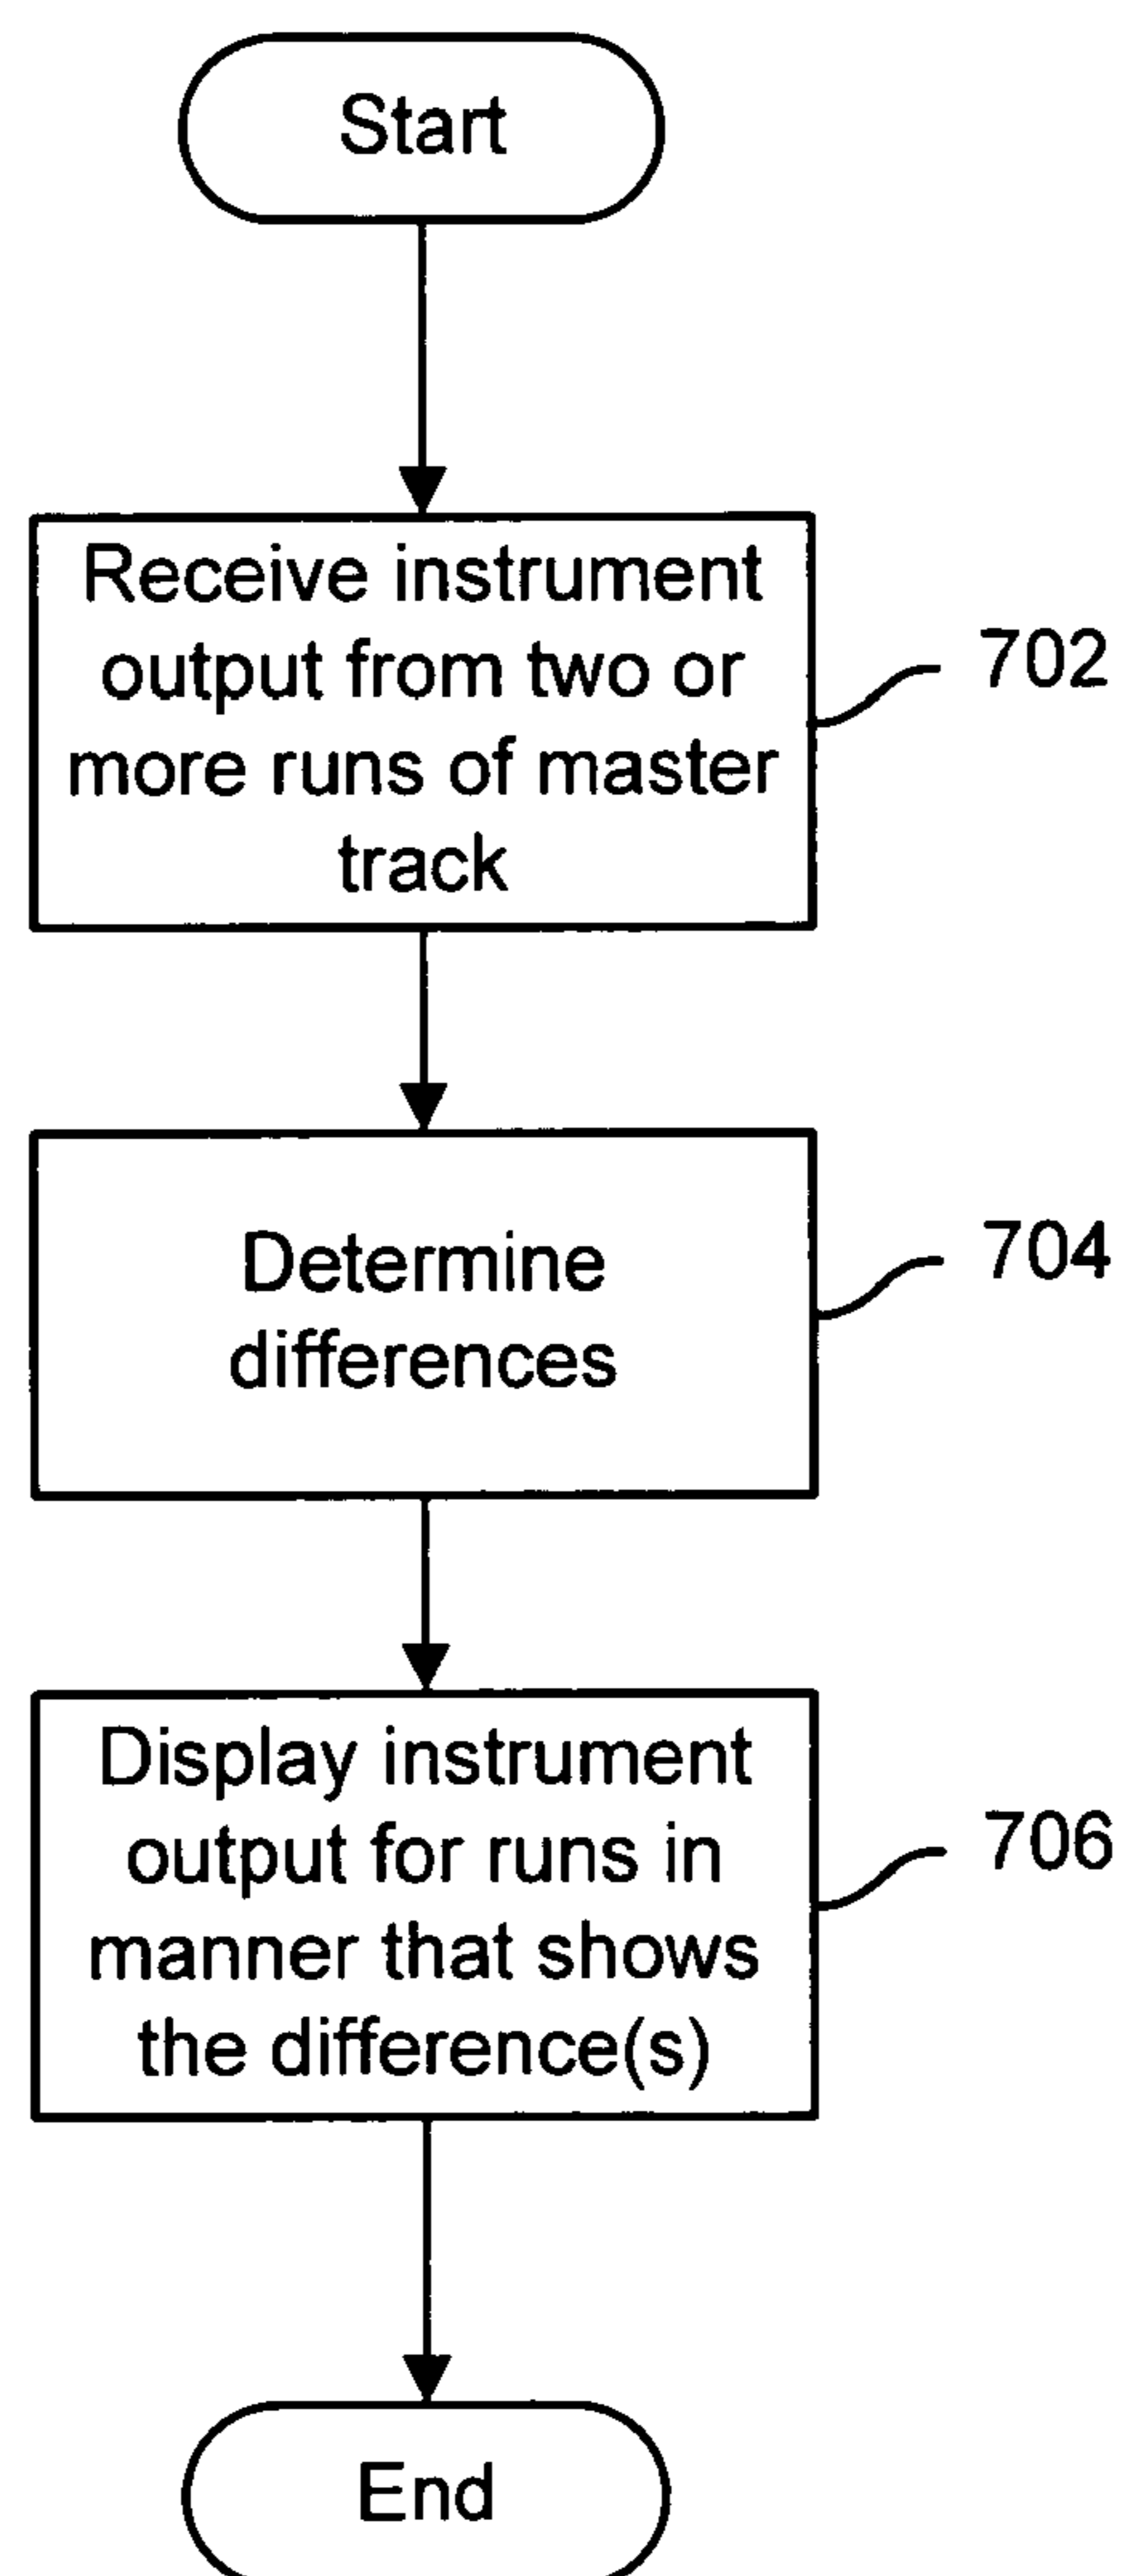 Start
Receive instrument
output from two or
more runs of master
track
702
Determine
differences
704
Display instrument
output for runs in
manner that shows
the difference(s)
706
End